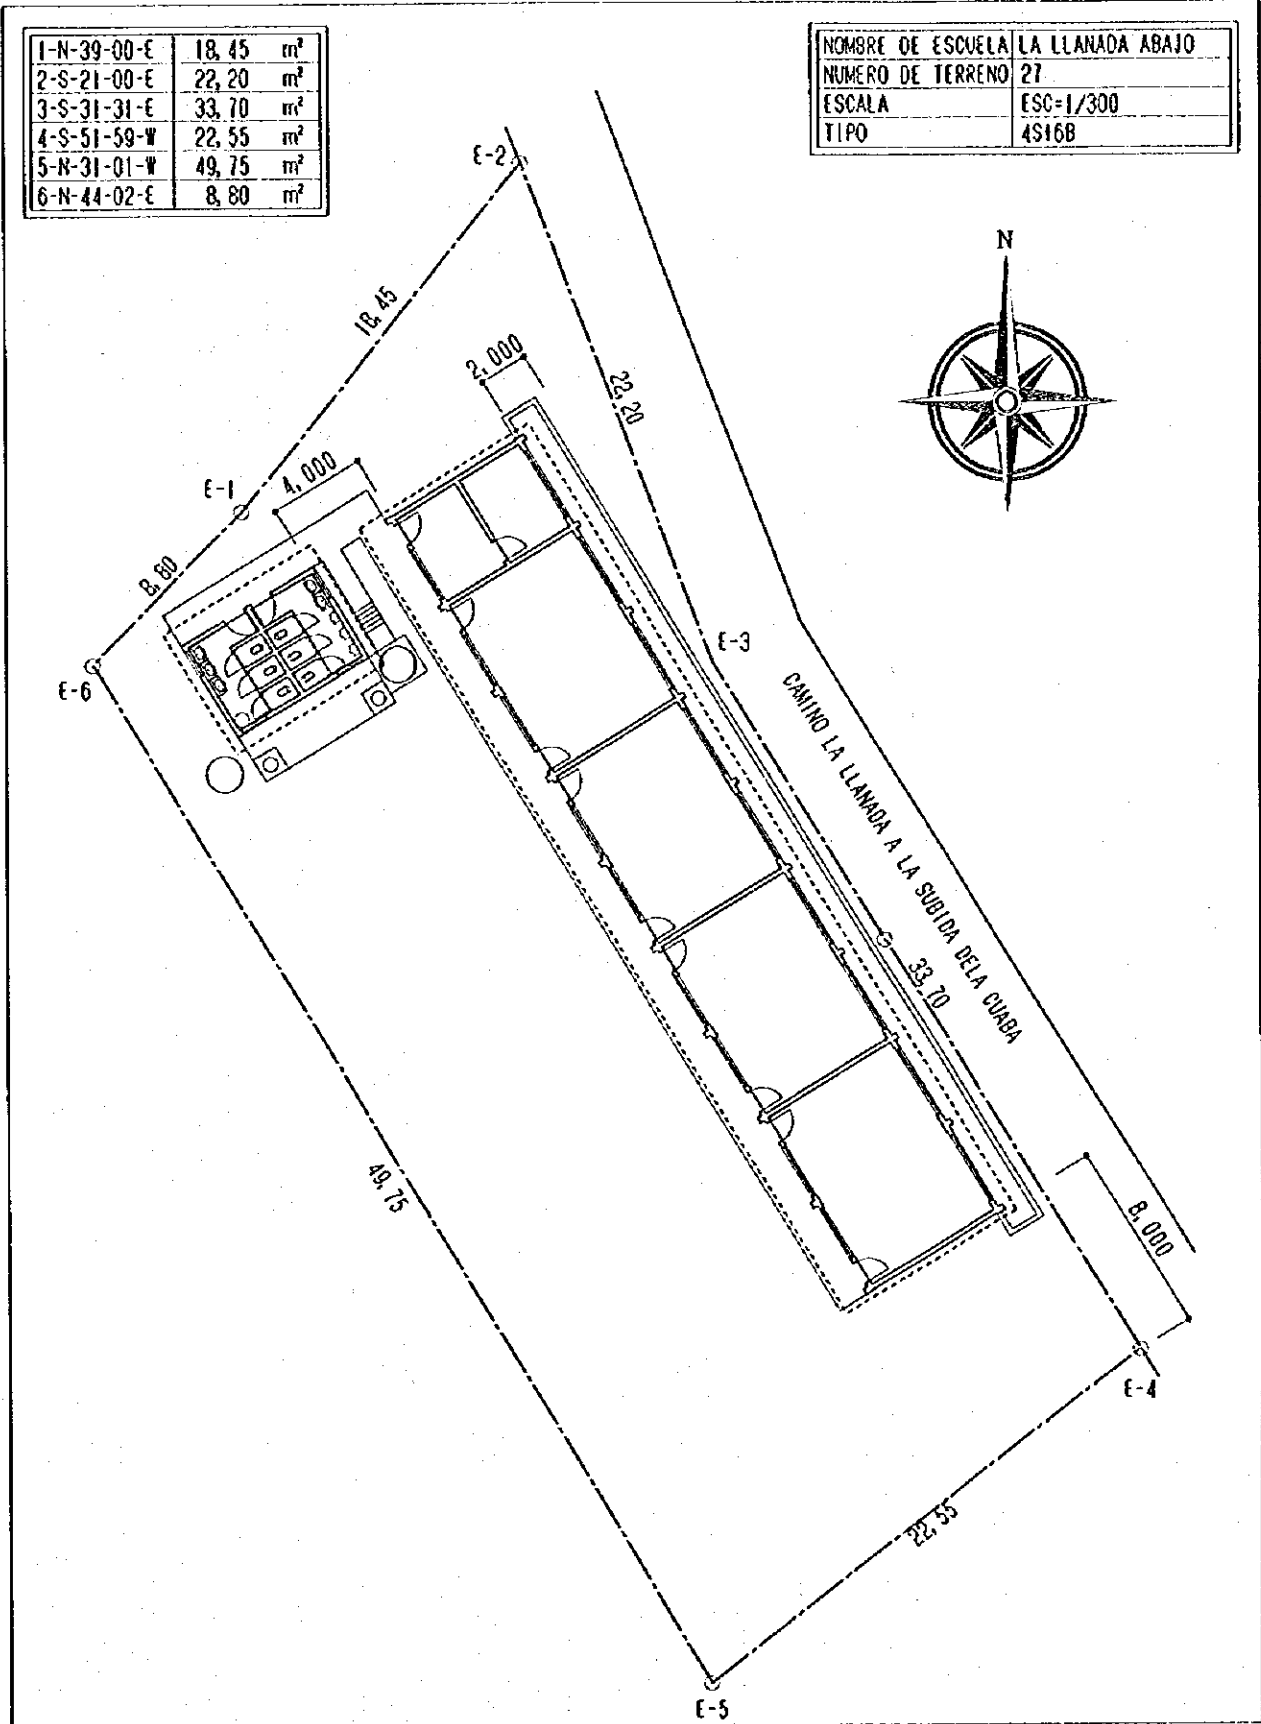 1-N-39-00-E 18,45 m²
2-S-21-00-E 22,20 m²
3-S-31-31-E 33,70 m²
4-S-51-59-W 22,55 m²
5-N-31-01-W 49,75 m²
6-N-44-02-E 8,80 m²
NOMBRE DE ESCUELA LA LLANADA ABAJO
NUMERO DE TERRENO 27
ESCALA ESC=1/300
TIPO 4S16B
E-2
N
18,45
2,000
22,20
4,000
E-1
8,80
E-3
E-6
CAMINO LA LLANADA A LA SUBIDA DELA CUABA
33,70
49,75
8,000
E-4
22,55
E-5